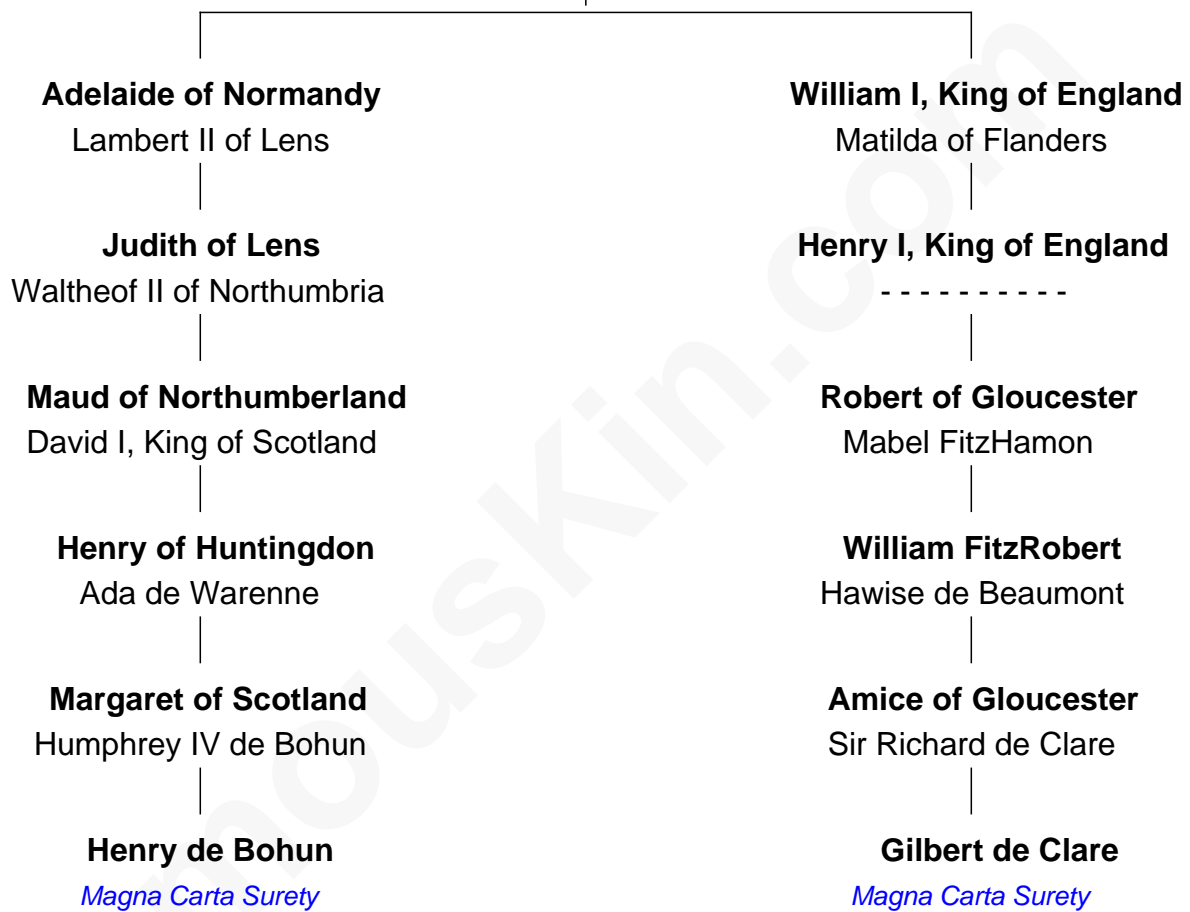 Adelaide of Normandy
Lambert II of Lens
Judith of Lens
Waltheof II of Northumbria
Maud of Northumberland
David I, King of Scotland
Henry of Huntingdon
Ada de Warenne
Margaret of Scotland
Humphrey IV de Bohun
Henry de Bohun
Magna Carta Surety
William I, King of England
Matilda of Flanders
Henry I, King of England
- - - - - - - - - -
Robert of Gloucester
Mabel FitzHamon
William FitzRobert
Hawise de Beaumont
Amice of Gloucester
Sir Richard de Clare
Gilbert de Clare
Magna Carta Surety
mousKin.com